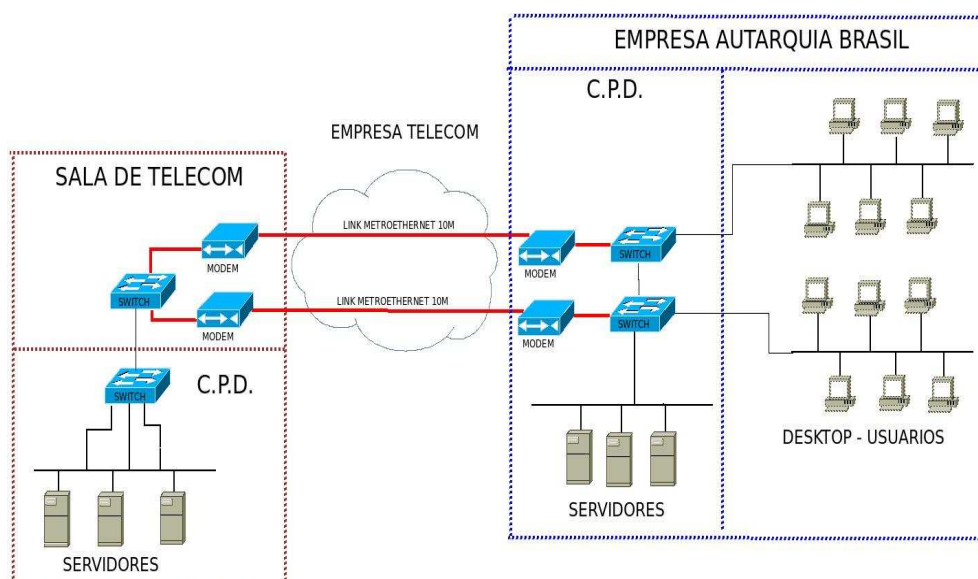 EMPRESA AUTARQUIA BRASIL
C.P.D.
EMPRESA TELECOM
SALA DE TELECOM
LINK METROETHERNET 10M
MODEM
MODEM
SWITCH
SWITCH
LINK METROETHERNET 10M
MODEM
MODEM
SWITCH
SWITCH
C.P.D.
DESKTOP - USUARIOS
SERVIDORES
SERVIDORES